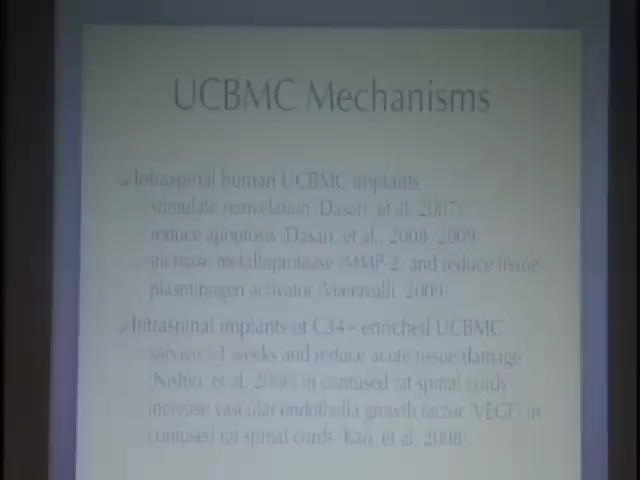 UCBMC Mechanisms
Intraspinal human UCBMC implants
stimulate remyelation (Dasari, et al. 2007)
reduce apoptosis (Dasari, et al., 2008, 2009
increase metalloprotease (MMP-2) and reduce tissue
plasminogen activator (Veeravalli, 2009)
Intraspinal implants of C34+ enriched UCBMC
survive weeks and reduce acute tissue damage
(Nishio, et al. 2006) in contused rat spinal cords
increase vascular endothelia growth factor (VEGF) in
contused rat spinal cords (Kao, et al. 2008).